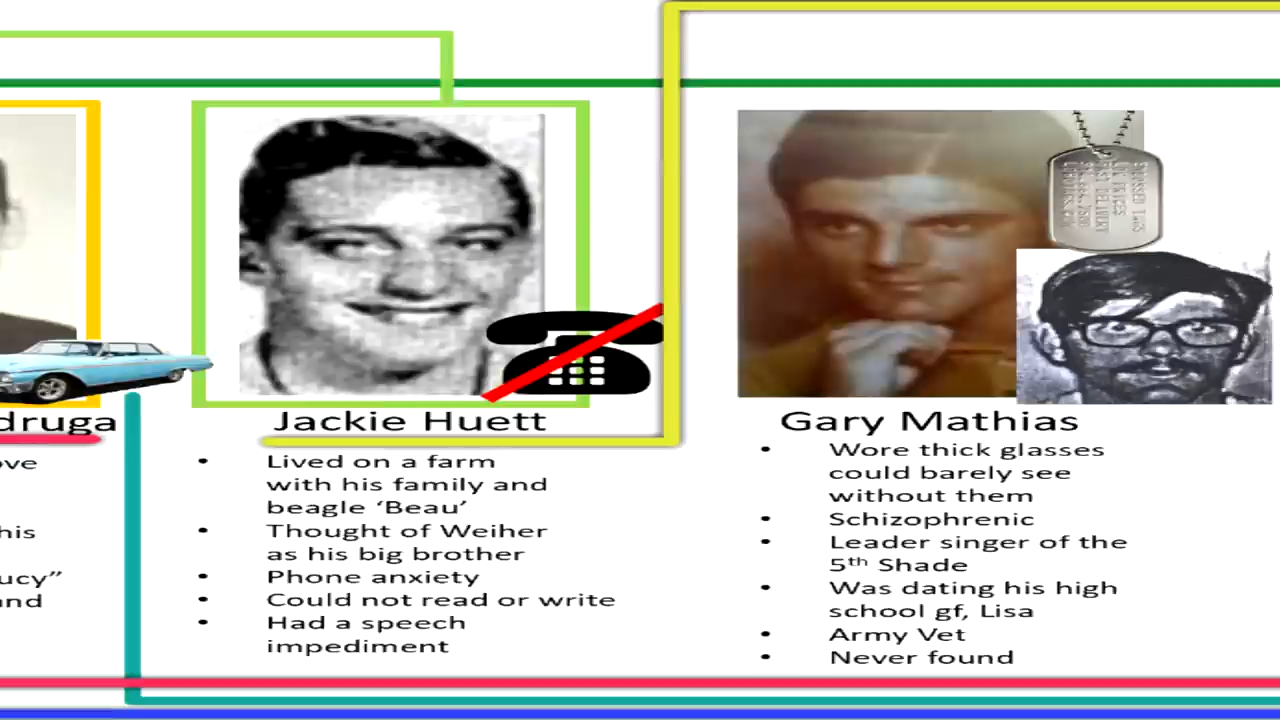 druga
ove
his
ucy”
and
Jackie Huett
• Lived on a farm
with his family and
beagle ‘Beau’
• Thought of Weiher
as his big brother
• Phone anxiety
• Could not read or write
• Had a speech
impediment
Gary Mathias
• Wore thick glasses
could barely see
without them
• Schizophrenic
• Leader singer of the
5th Shade
• Was dating his high
school gf, Lisa
• Army Vet
• Never found